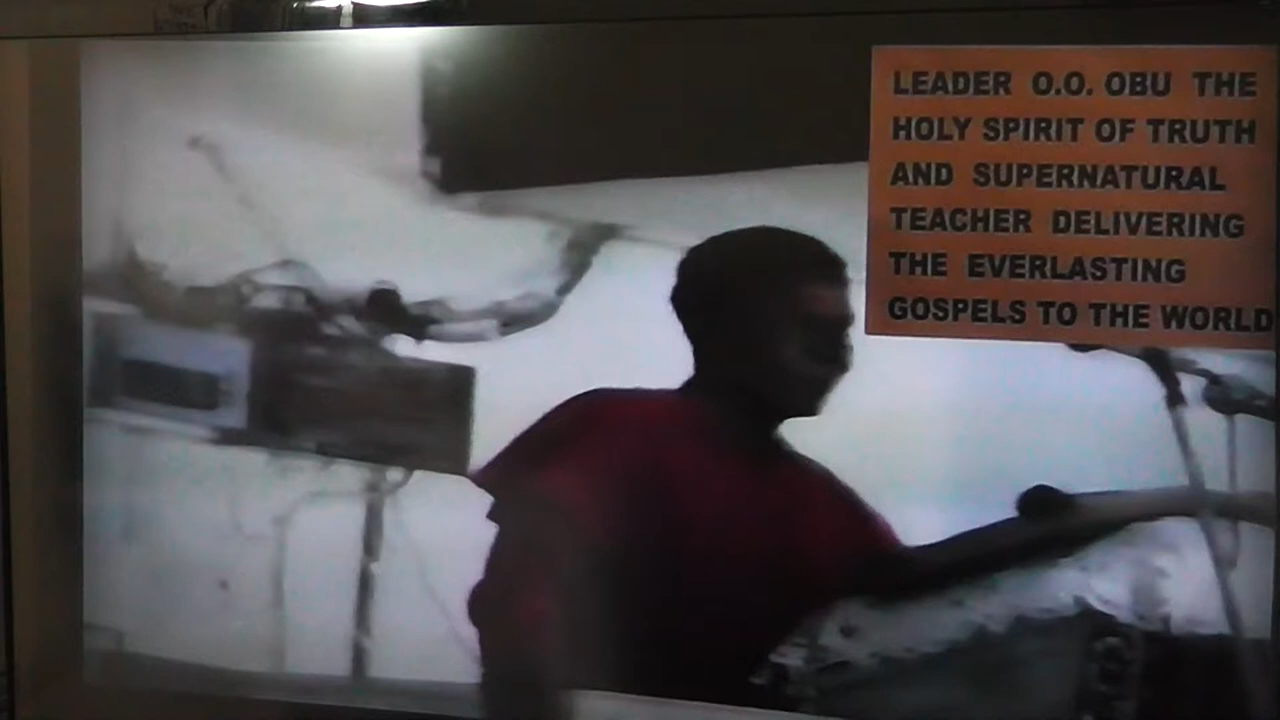 LEADER O.O. OBU THE
HOLY SPIRIT OF TRUTH
AND SUPERNATURAL
TEACHER DELIVERING
THE EVERLASTING
GOSPELS TO THE WORLD